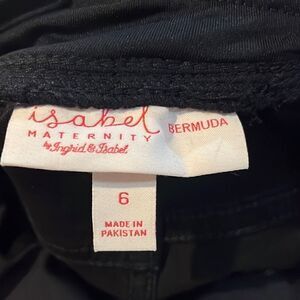 isabel
MATERNITY
by Ingrid & Isabel
BERMUDA
6
MADE IN
PAKISTAN